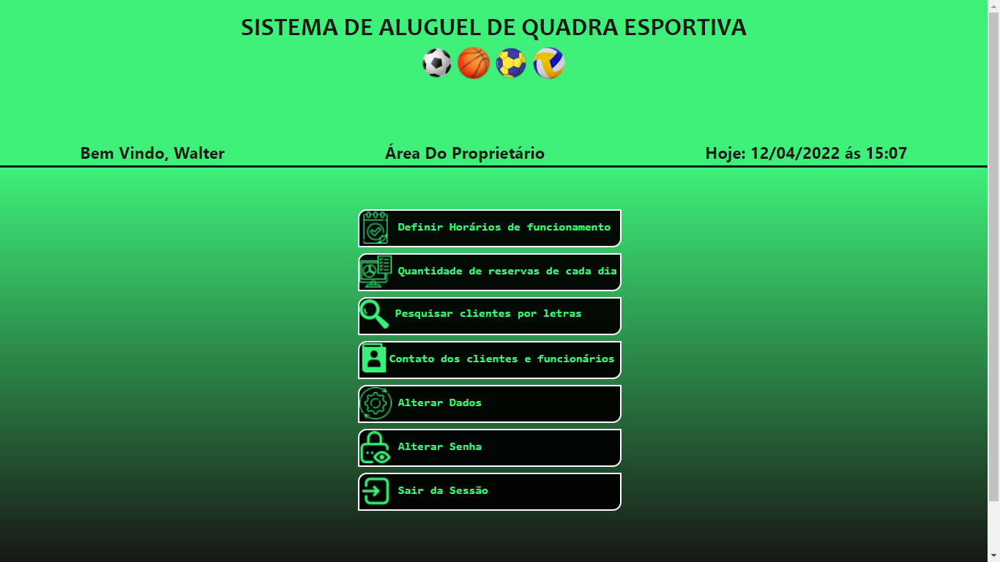 SISTEMA DE ALUGUEL DE QUADRA ESPORTIVA
Bem Vindo, Walter
Área Do Proprietário
Hoje: 12/04/2022 ás 15:07
Definir Horários de funcionamento
Quantidade de reservas de cada dia
Pesquisar clientes por letras
Contato dos clientes e funcionários
Alterar Dados
Alterar Senha
Sair da Sessão